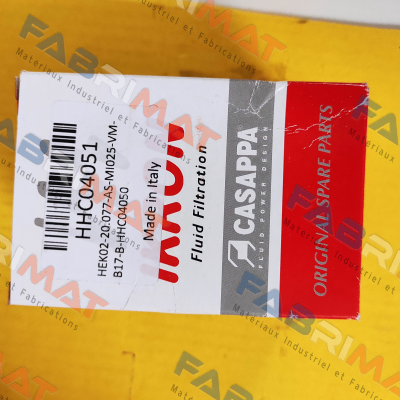 HHC04051
HEK02-20.077-AS-MI025-VM-
B17-B-HHC04050
Made in Italy
IKRON
Fluid Filtration
CASAPPA
FLUID POWER DESIGN
ORIGINAL SPARE PARTS
FABRIMAT
Materiaux Industriel et Fabrications